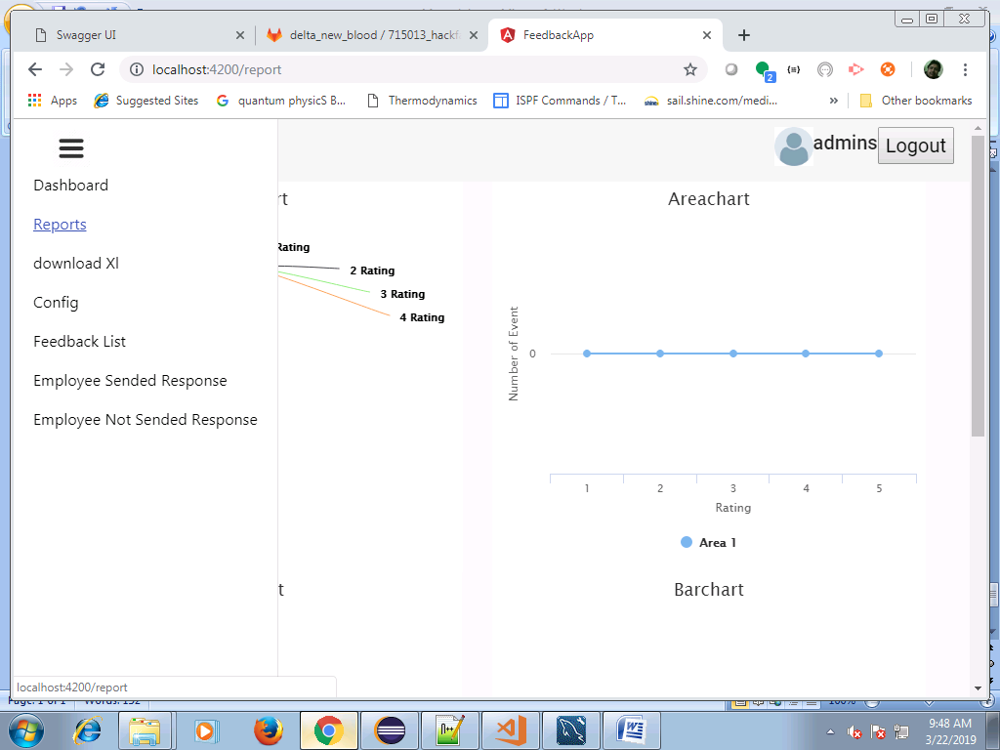 Swagger UI
delta_new_blood / 715013_hackf
FeedbackApp
localhost:4200/report
2
Apps
Suggested Sites
quantum physicS B...
Thermodynamics
ISPF Commands / T...
shine
sail.shine.com/medi...
»
Other bookmarks
admins
Logout
Dashboard
Reports
download Xl
Config
Feedback List
Employee Sended Response
Employee Not Sended Response
rt
Rating
2 Rating
3 Rating
4 Rating
Areachart
Number of Event
0
1 2 3 4 5
Rating
Area 1
t
Barchart
localhost:4200/report
Page: 1 of 1 Words: 132
100%
9:48 AM
3/22/2019